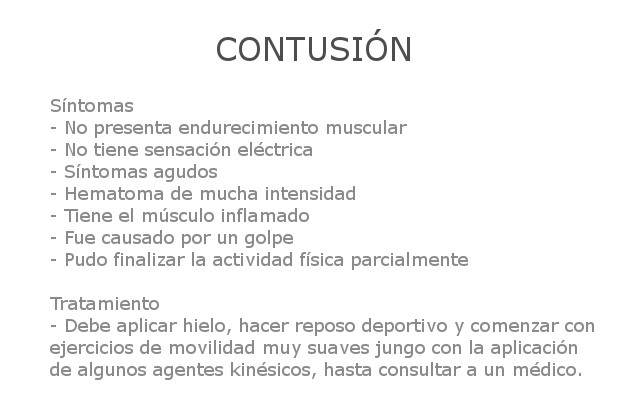 CONTUSIÓN
Síntomas
- No presenta endurecimiento muscular
- No tiene sensación eléctrica
- Síntomas agudos
- Hematoma de mucha intensidad
- Tiene el músculo inflamado
- Fue causado por un golpe
- Pudo finalizar la actividad física parcialmente
Tratamiento
- Debe aplicar hielo, hacer reposo deportivo y comenzar con
ejercicios de movilidad muy suaves jungo con la aplicación
de algunos agentes kinésicos, hasta consultar a un médico.